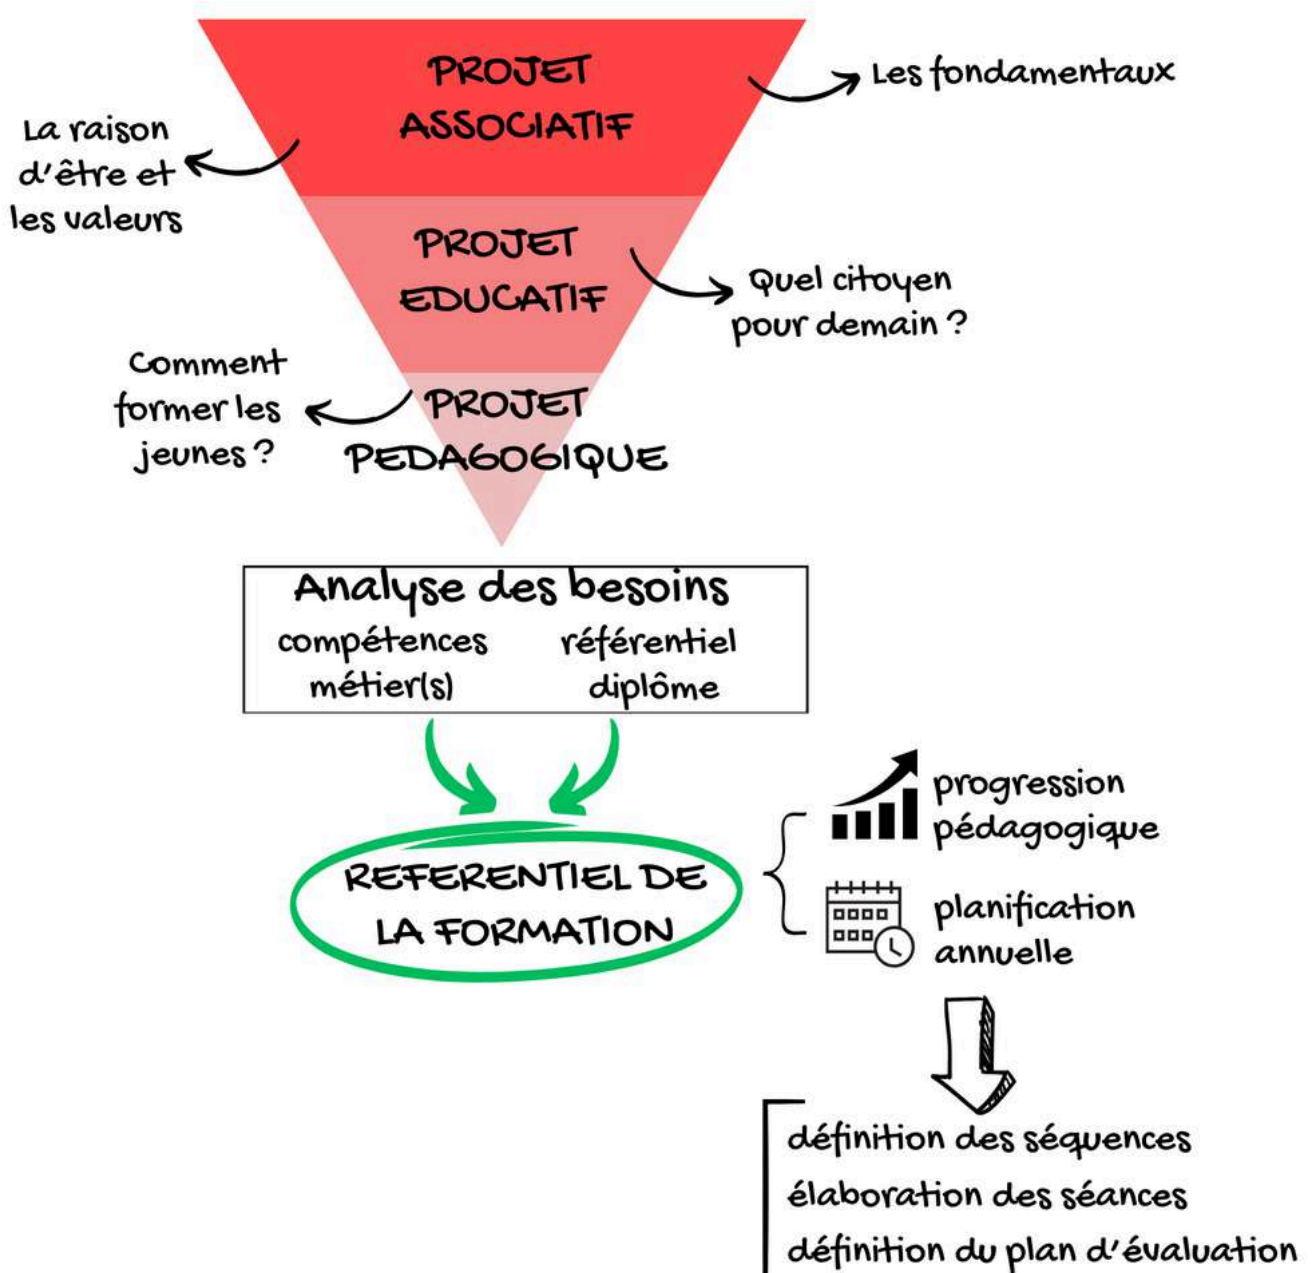 PROJET
ASSOCIATIF
Les fondamentaux
La raison
d'être et
les valeurs
PROJET
EDUCATIF
Quel citoyen
pour demain ?
Comment
former les
jeunes ?
PROJET
PEDAGOGIQUE
Analyse des besoins
compétences
métier(s)
référentiel
diplôme
REFERENTIEL DE
LA FORMATION
progression
pédagogique
planification
annuelle
définition des séquences
élaboration des séances
définition du plan d'évaluation